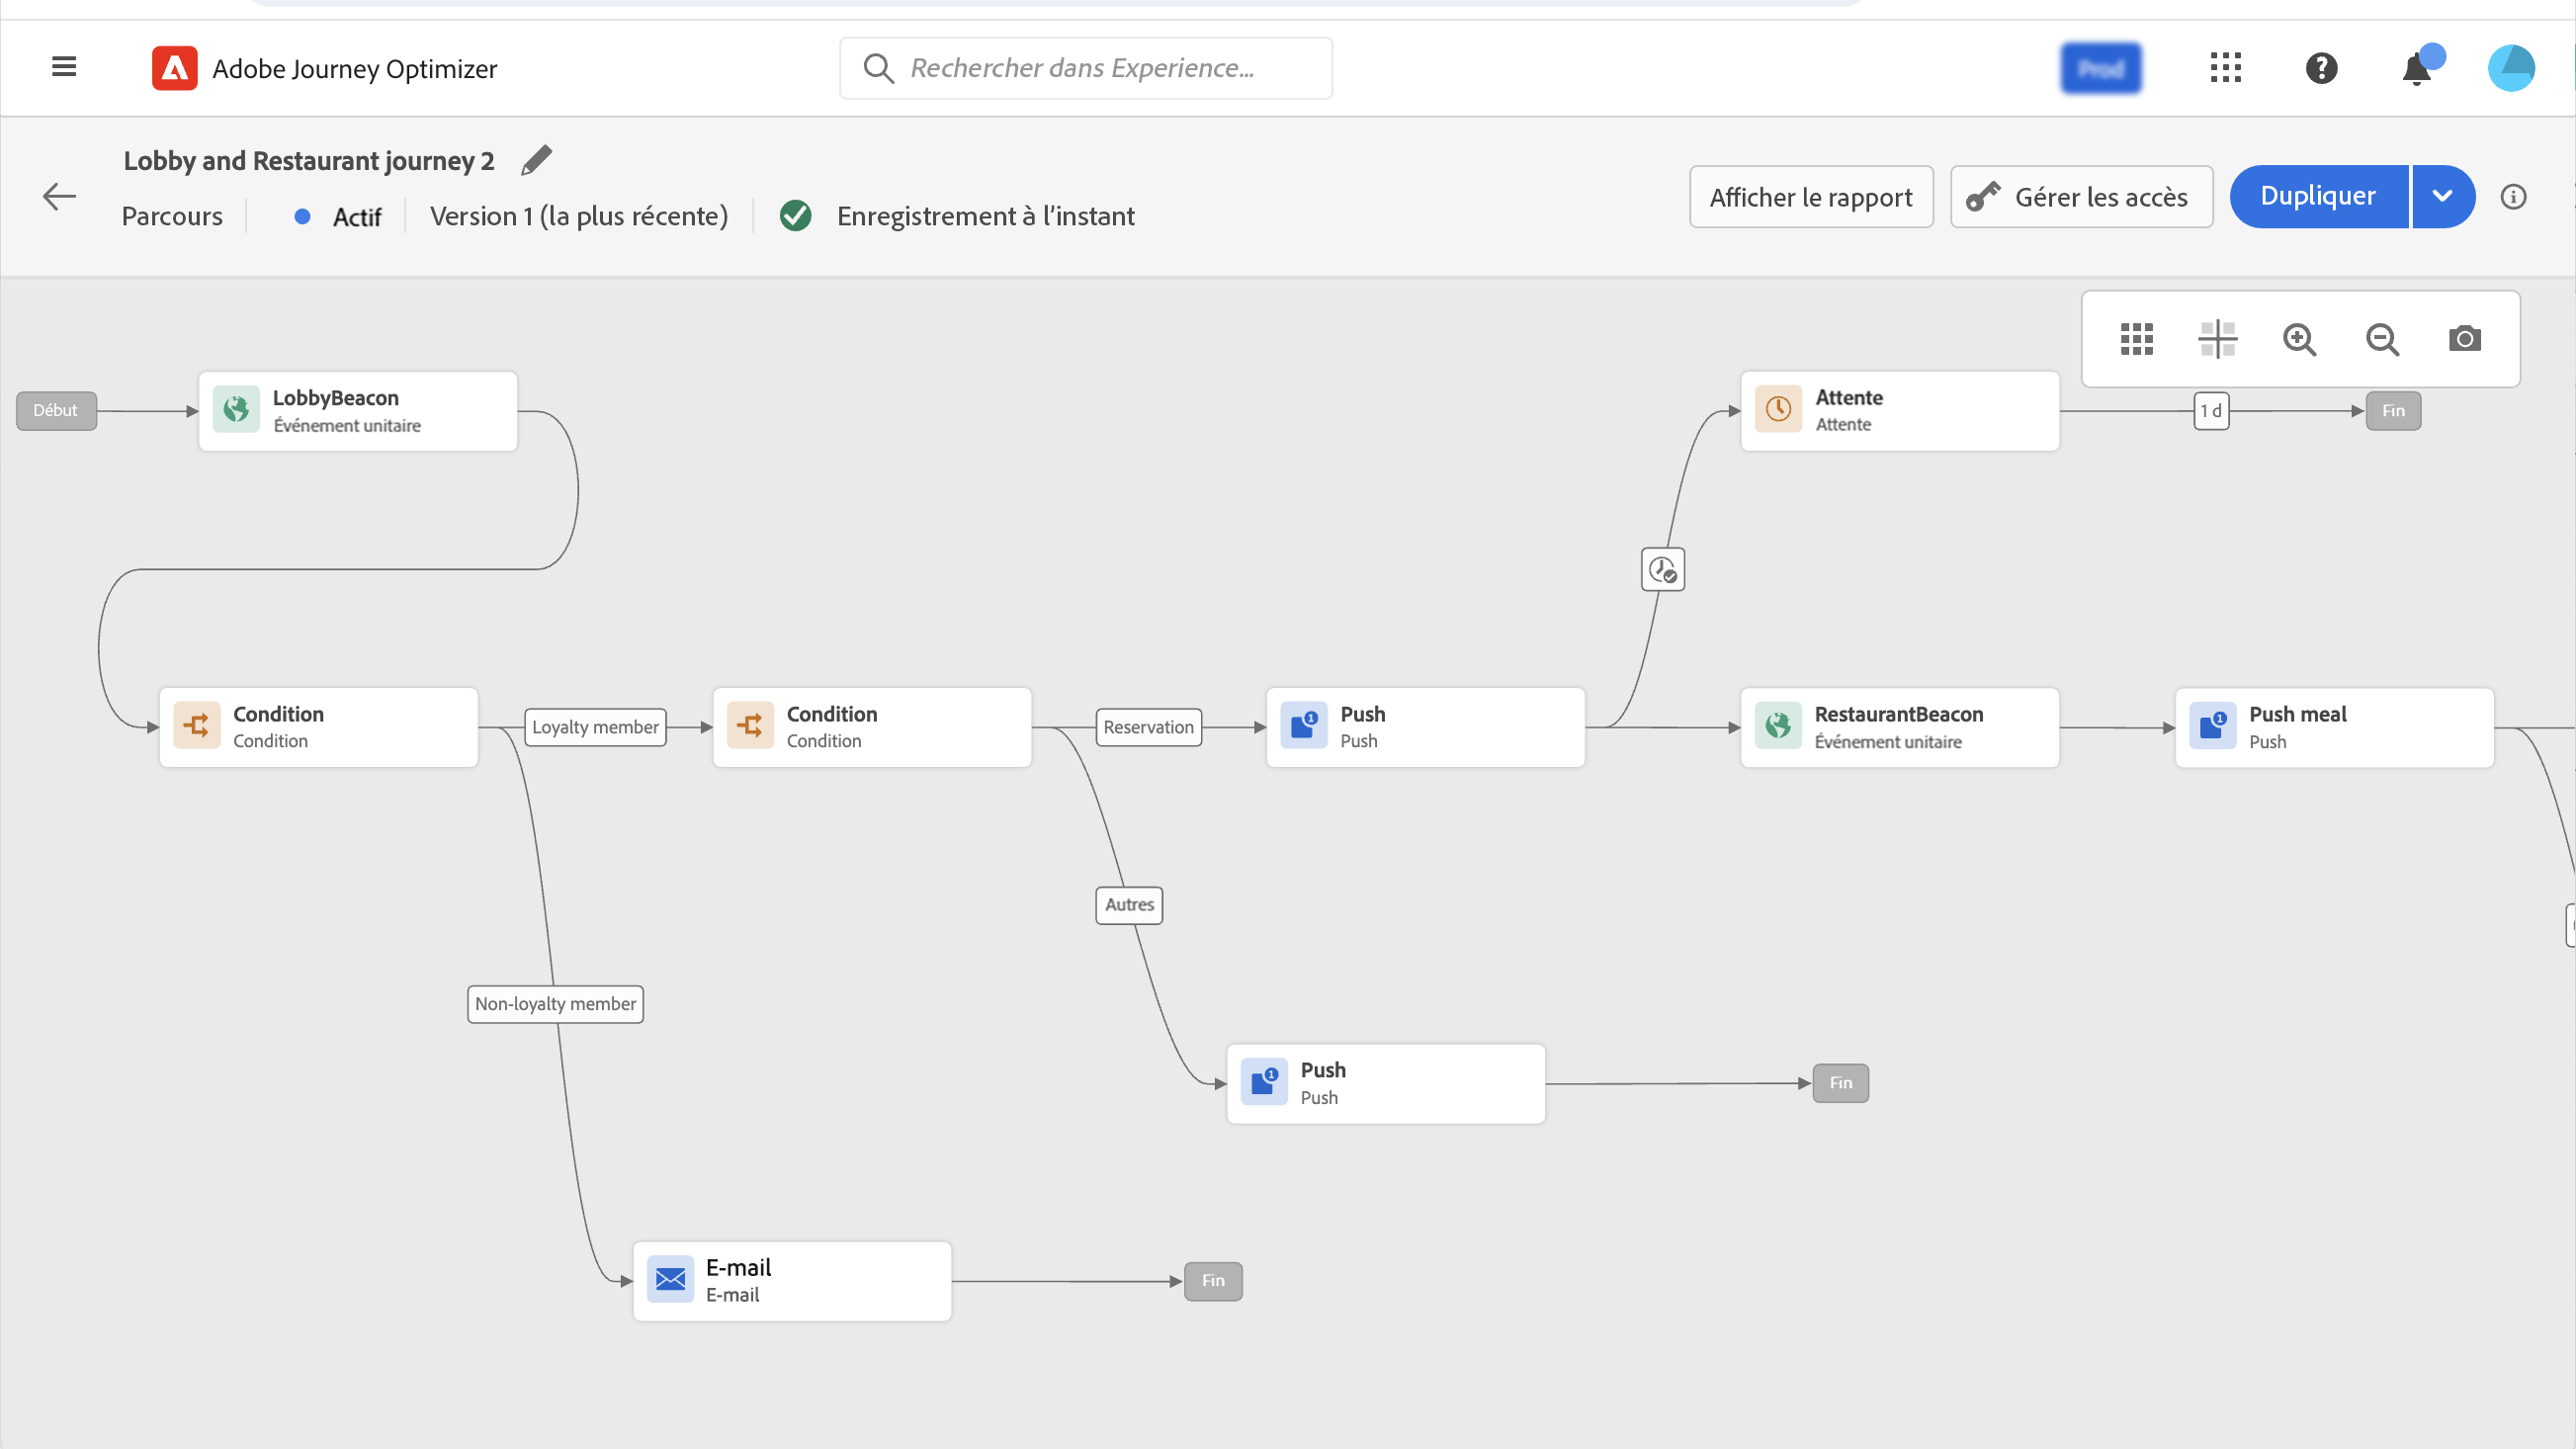 Adobe Journey Optimizer
Rechercher dans Experience...
Prod
Lobby and Restaurant journey 2
Parcours
Actif
Version 1 (la plus récente)
Enregistrement à l'instant
Afficher le rapport
Gérer les accès
Dupliquer
Début
LobbyBeacon
Événement unitaire
Attente
Attente
1 d
Fin
Condition
Condition
Loyalty member
Condition
Condition
Reservation
Push
Push
RestaurantBeacon
Événement unitaire
Push meal
Push
Autres
Non-loyalty member
Push
Push
Fin
E-mail
E-mail
Fin